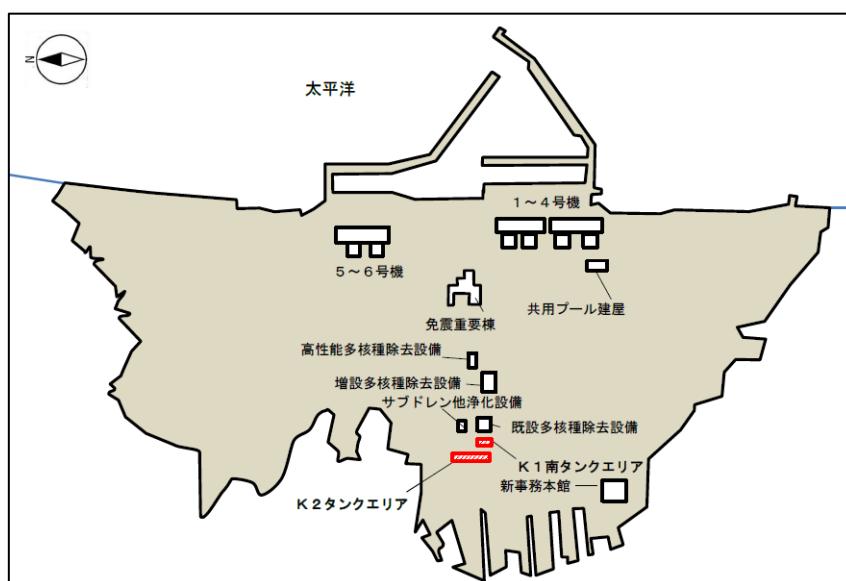 N
太平洋
1～4号機
5～6号機
共用プール建屋
免震重要棟
高性能多核種除去設備
増設多核種除去設備
サブドレン他浄化設備
既設多核種除去設備
K1南タンクエリア
新事務本館
K2タンクエリア